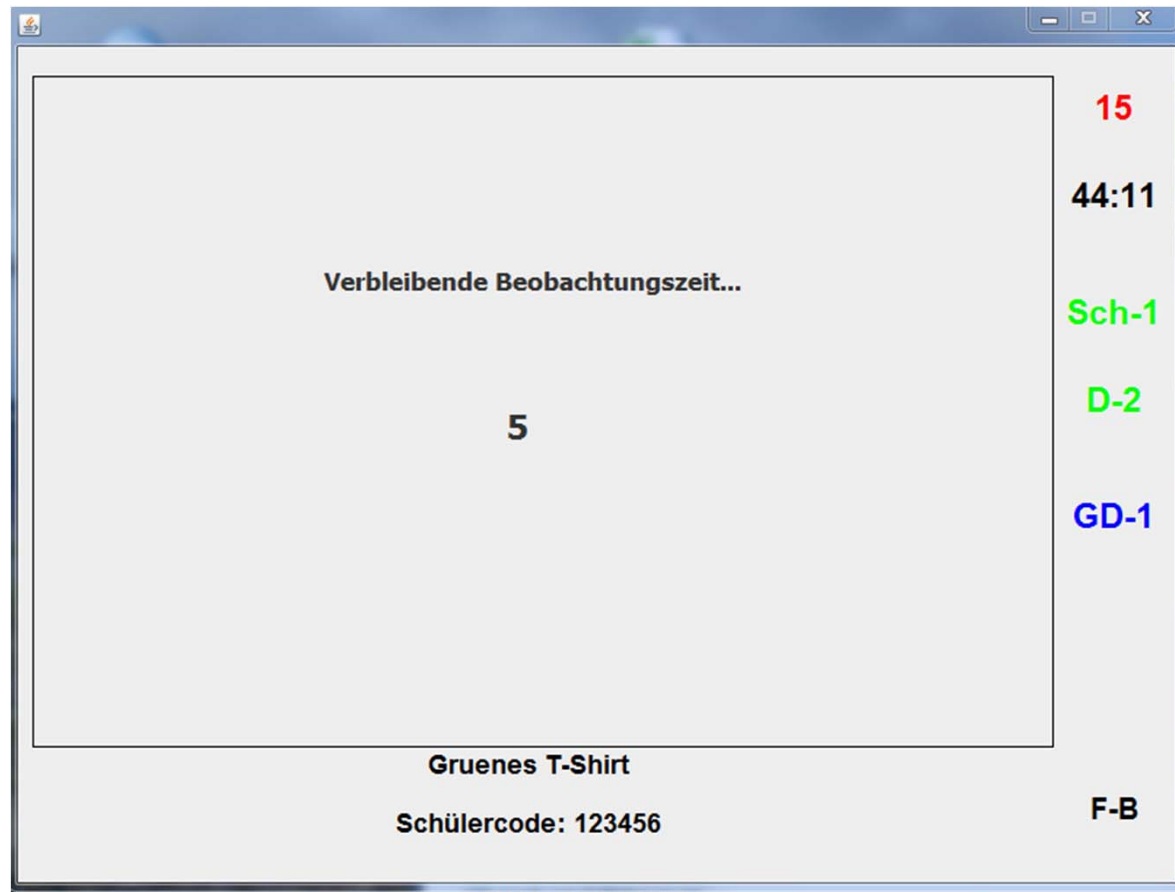 15
44:11
Verbleibende Beobachtungszeit...
Sch-1
D-2
5
GD-1
Gruenes T-Shirt
Schülercode: 123456
F-B